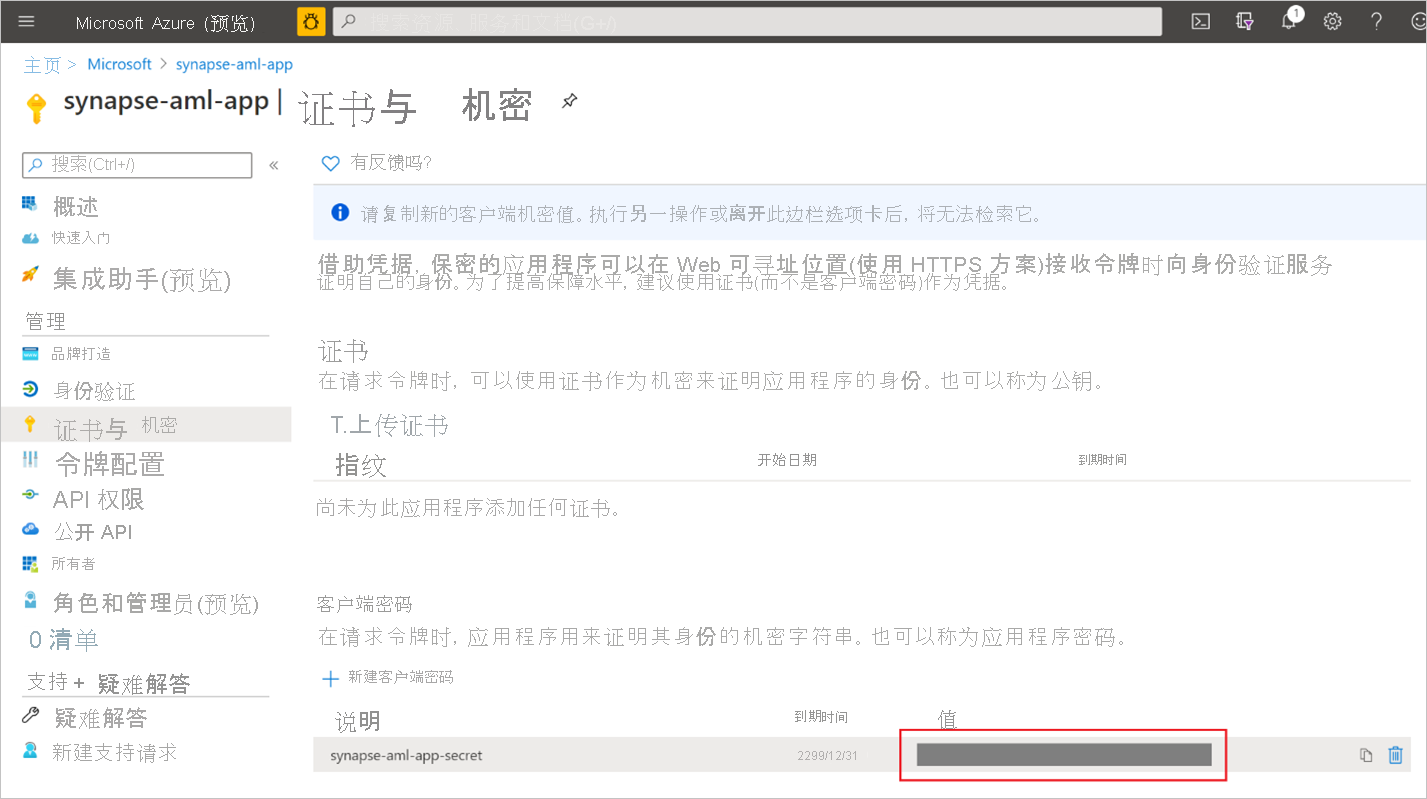 Microsoft Azure (预览)
搜索资源、服务和文档(G+/)
1
主页 > Microsoft > synapse-aml-app
synapse-aml-app | 证书与 机密
搜索(Ctrl+/) «
有反馈吗?
概述
请复制新的客户端机密值。执行另一操作或离开此边栏选项卡后, 将无法检索它。
快速入门
集成助手(预览)
借助凭据, 保密的应用程序可以在 Web 可寻址位置(使用 HTTPS 方案)接收令牌时向身份验证服务
证明自己的身份。为了提高保障水平, 建议使用证书(而不是客户端密码)作为凭据。
管理
品牌打造
身份验证
证书与 机密
令牌配置
API 权限
公开 API
所有者
角色和管理员(预览)
0 清单
支持 + 疑难解答
疑难解答
新建支持请求
证书
在请求令牌时, 可以使用证书作为机密来证明应用程序的身份。也可以称为公钥。
T.上传证书
指纹 开始日期 到期时间
尚未为此应用程序添加任何证书。
客户端密码
在请求令牌时, 应用程序用来证明其身份的机密字符串。也可以称为应用程序密码。
新建客户端密码
说明 到期时间 值
synapse-aml-app-secret 2299/12/31